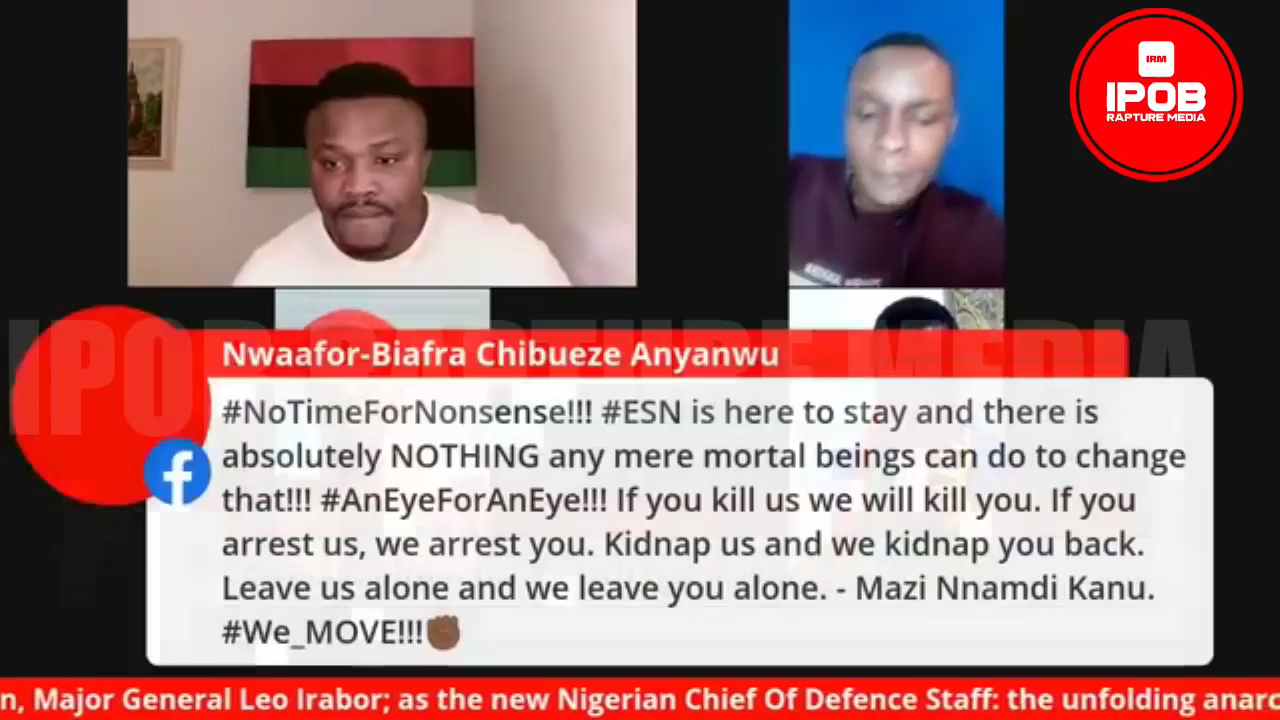 IRM
IPOB
RAPTURE MEDIA
IPOB RAPTURE MEDIA
Nwaafor-Biafra Chibueze Anyanwu
#NoTimeForNonsense!!! #ESN is here to stay and there is
absolutely NOTHING any mere mortal beings can do to change
that!!! #AnEyeForAnEye!!! If you kill us we will kill you. If you
arrest us, we arrest you. Kidnap us and we kidnap you back.
Leave us alone and we leave you alone. - Mazi Nnamdi Kanu.
#We_MOVE!!!✊🏾
n, Major General Leo Irabor; as the new Nigerian Chief Of Defence Staff: the unfolding anarc